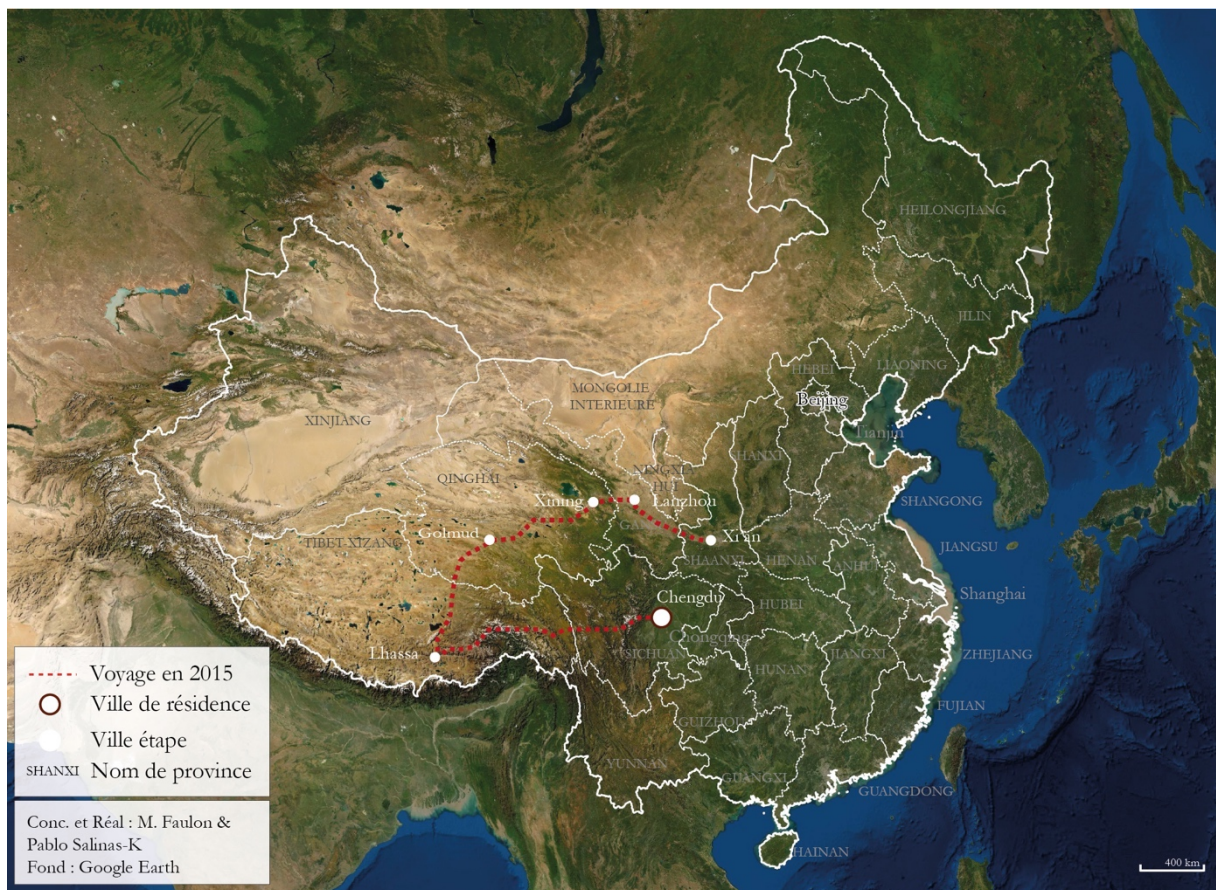 HEILONGJIANG
JILIN
LIAONING
HEBEI
Beijing
Tianjin
MONGOLIE
INTERIEURE
XINJIANG
SHANXI
NINGXIA
HUI
QINGHAI
Xining
Lanzhou
SHANGONG
GANSU
Golmud
TIBET-XIZANG
Xi'an
JIANGSU
SHAANXI
HENAN
ANHUI
Chengdu
HUBEI
Shanghai
Chongqing
Lhassa
SICHUAN
HUNAN
JIANGXI
ZHEJIANG
FUJIAN
GUIZHOU
YUNNAN
GUANGXI
GUANGDONG
HAINAN
Voyage en 2015
Ville de résidence
Ville étape
SHANXI Nom de province
Conc. et Réal : M. Faulon &
Pablo Salinas-K
Fond : Google Earth
400 km